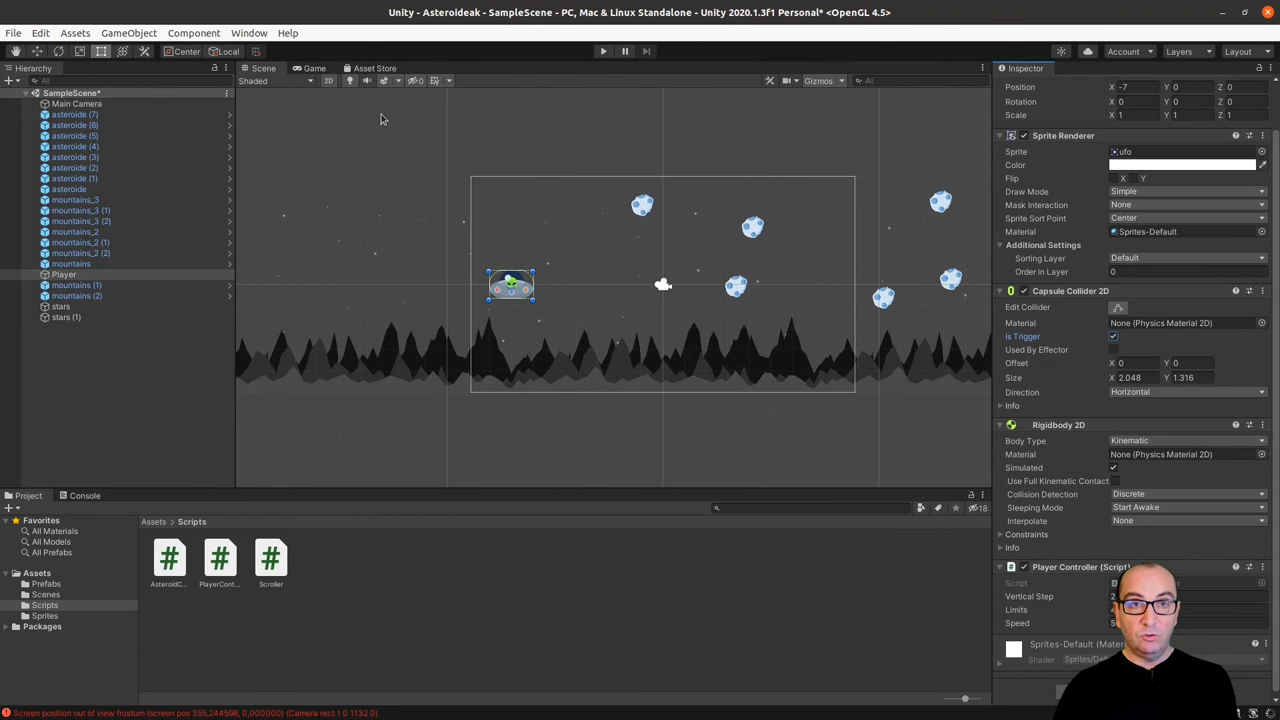 Unity - Asteroideak - SampleScene - PC, Mac & Linux Standalone - Unity 2020.1.3f1 Personal* <OpenGL 4.5>
File Edit Assets GameObject Component Window Help
Center Local Account Layers Layout
Hierarchy
All
SampleScene*
Main Camera
asteroide (7)
asteroide (6)
asteroide (5)
asteroide (4)
asteroide (3)
asteroide (2)
asteroide (1)
asteroide
mountains_3
mountains_3 (1)
mountains_3 (2)
mountains_2
mountains_2 (1)
mountains_2 (2)
mountains
Player
mountains (1)
mountains (2)
stars
stars (1)
Scene Game Asset Store
Shaded 2D 0 Gizmos All
Inspector
Position X -7 Y 0 Z 0
Rotation X 0 Y 0 Z 0
Scale X 1 Y 1 Z 1
Sprite Renderer
Sprite ufo
Color
Flip X Y
Draw Mode Simple
Mask Interaction None
Sprite Sort Point Center
Material Sprites-Default
Additional Settings
Sorting Layer Default
Order in Layer 0
Capsule Collider 2D
Edit Collider
Material None (Physics Material 2D)
Is Trigger
Used By Effector
Offset X 0 Y 0
Size X 2.048 Y 1.316
Direction Horizontal
Info
Rigidbody 2D
Body Type Kinematic
Material None (Physics Material 2D)
Simulated
Use Full Kinematic Contact
Collision Detection Discrete
Sleeping Mode Start Awake
Interpolate None
Constraints
Info
Player Controller (Script)
Script
Vertical Step 2
Limits
Speed
Sprites-Default (Mater
Shader Sprites/De
Project Console
18
Favorites
All Materials
All Models
All Prefabs
Assets
Prefabs
Scenes
Scripts
Sprites
Packages
Assets > Scripts
AsteroidC... PlayerCont... Scroller
Screen position out of view frustum (screen pos 355,244598, 0,000000) (Camera rect 1 0 1132 0)